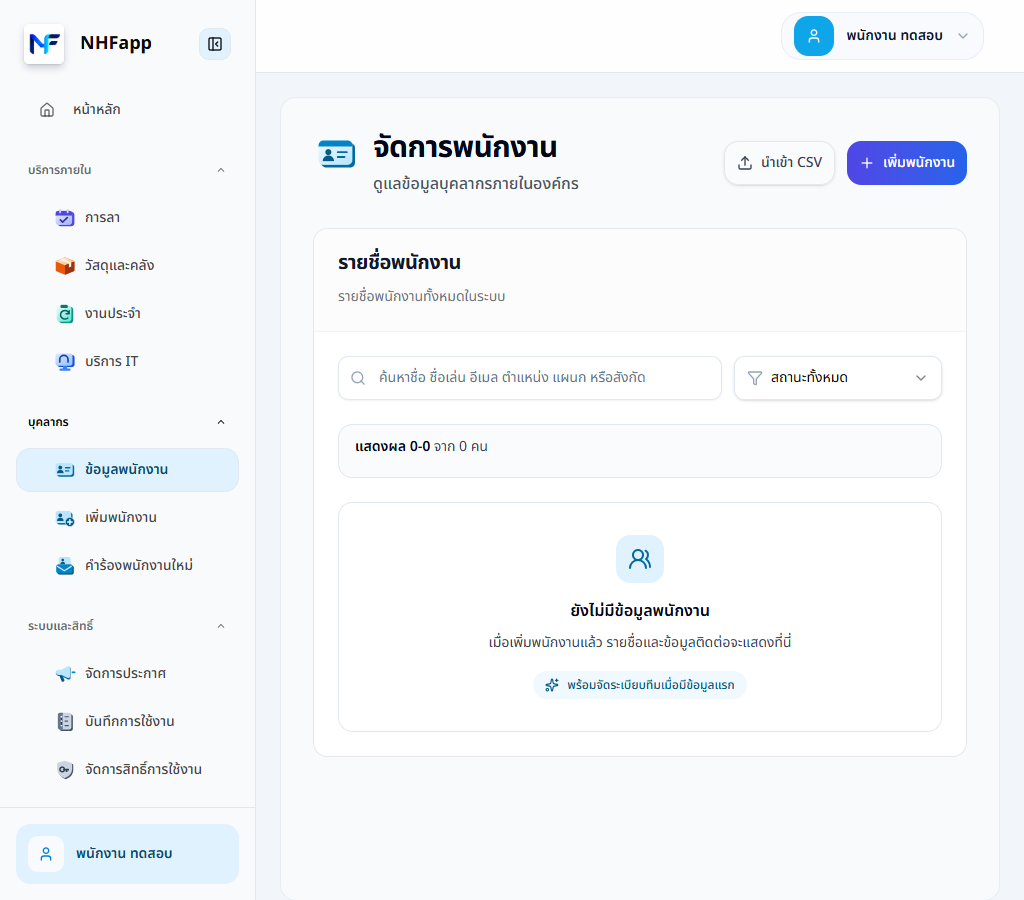 NHFapp
พนักงาน ทดสอบ
หน้าหลัก
บริการภายใน
การลา
วัสดุและคลัง
งานประจำ
บริการ IT
บุคลากร
ข้อมูลพนักงาน
เพิ่มพนักงาน
คำร้องพนักงานใหม่
ระบบและสิทธิ์
จัดการประกาศ
บันทึกการใช้งาน
จัดการสิทธิ์การใช้งาน
พนักงาน ทดสอบ
จัดการพนักงาน
ดูแลข้อมูลบุคลากรภายในองค์กร
นำเข้า CSV
เพิ่มพนักงาน
รายชื่อพนักงาน
รายชื่อพนักงานทั้งหมดในระบบ
ค้นหาชื่อ ชื่อเล่น อีเมล ตำแหน่ง แผนก หรือสังกัด
สถานะทั้งหมด
แสดงผล 0-0 จาก 0 คน
ยังไม่มีข้อมูลพนักงาน
เมื่อเพิ่มพนักงานแล้ว รายชื่อและข้อมูลติดต่อจะแสดงที่นี่
พร้อมจัดระเบียบทีมเมื่อมีข้อมูลแรก